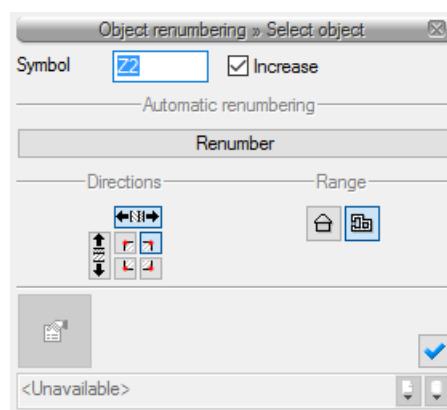 Object renumbering » Select object
Symbol Z2 Increase
Automatic renumbering
Renumber
Directions Range
<Unavailable>